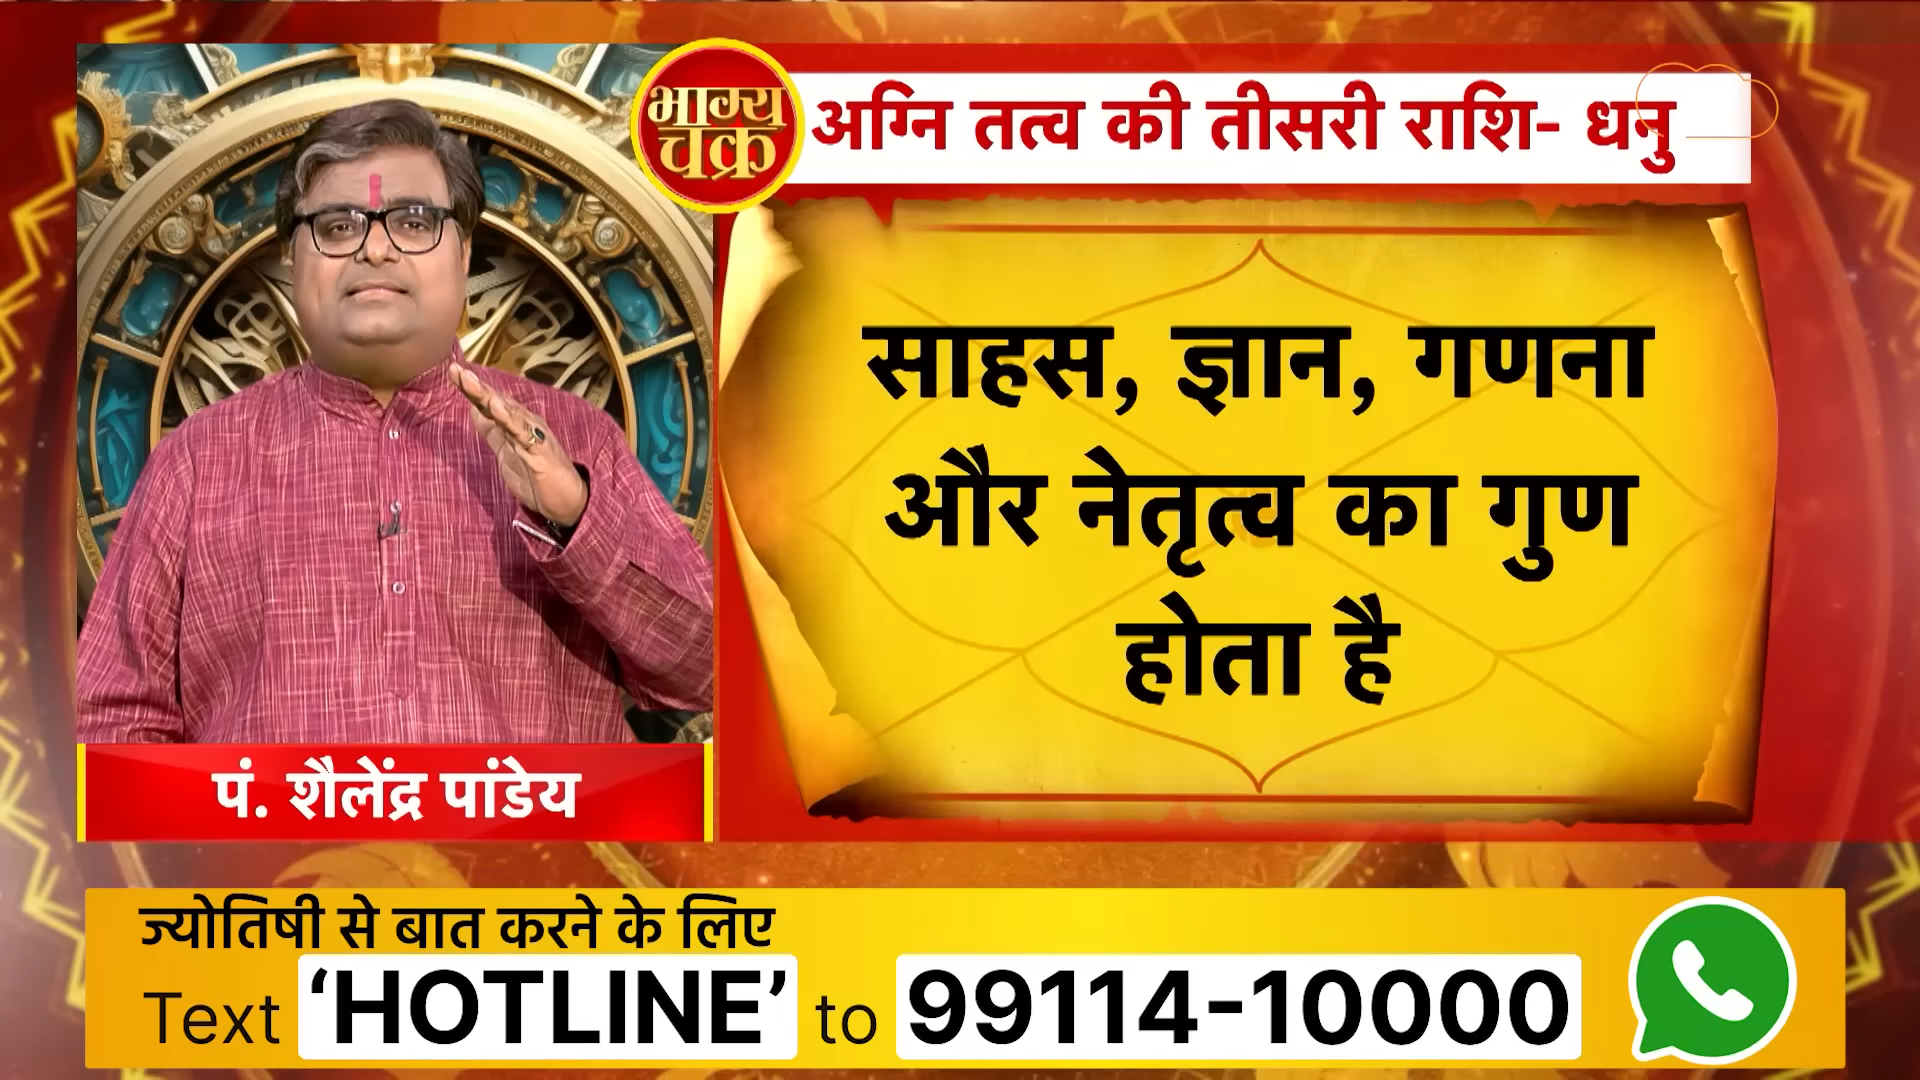 भाग्य
चक्र
अग्नि तत्व की तीसरी राशि- धनु
साहस, ज्ञान, गणना
और नेतृत्व का गुण
होता है
पं. शैलेंद्र पांडेय
ज्योतिषी से बात करने के लिए
Text ‘HOTLINE’ to 99114-10000